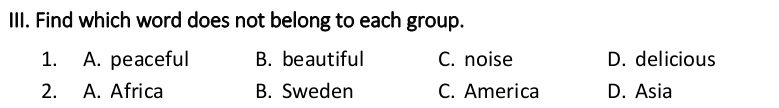 III. Find which word does not belong to each group.
1. A. peaceful B. beautiful C. noise D. delicious
2. A. Africa B. Sweden C. America D. Asia